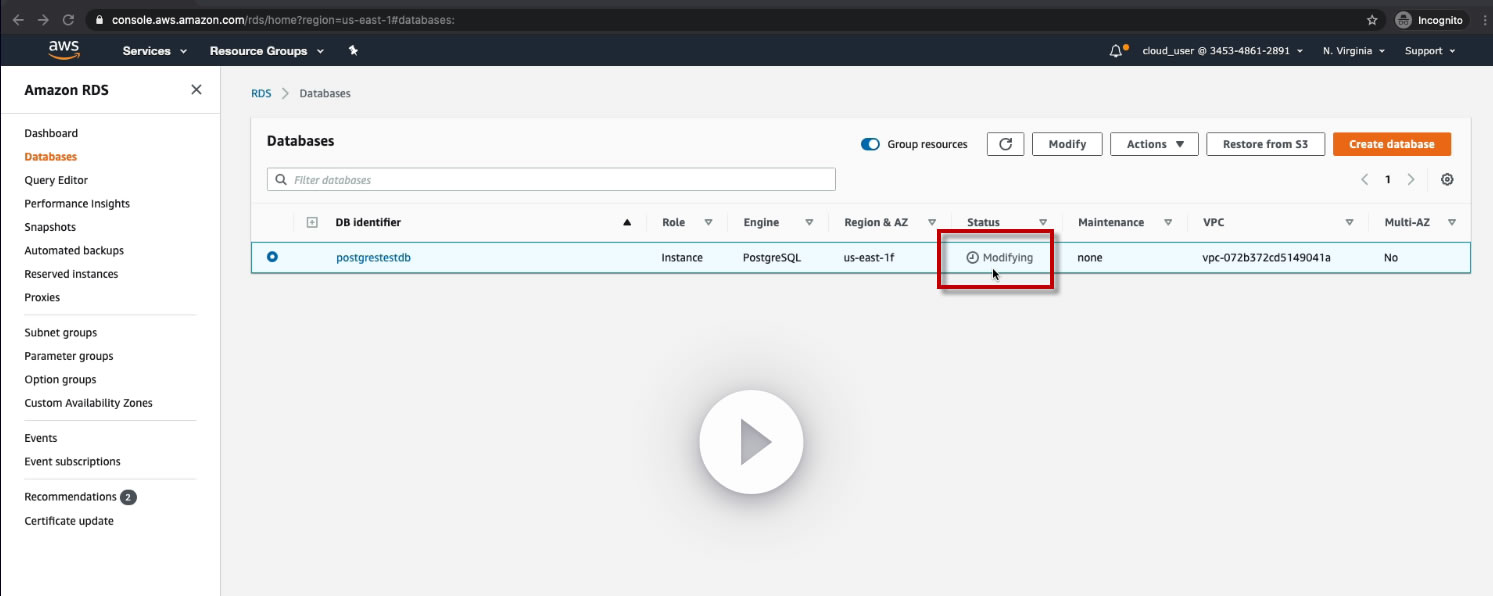 console.aws.amazon.com/rds/home?region=us-east-1#databases:
Incognito
aws
Services
Resource Groups
cloud_user @ 3453-4861-2891
N. Virginia
Support
Amazon RDS
Dashboard
Databases
Query Editor
Performance Insights
Snapshots
Automated backups
Reserved instances
Proxies
Subnet groups
Parameter groups
Option groups
Custom Availability Zones
Events
Event subscriptions
Recommendations 2
Certificate update
RDS > Databases
Databases
Group resources
Modify
Actions
Restore from S3
Create database
Filter databases
1
DB identifier Role Engine Region & AZ Status Maintenance VPC Multi-AZ
postgrestestdb Instance PostgreSQL us-east-1f Modifying none vpc-072b372cd5149041a No